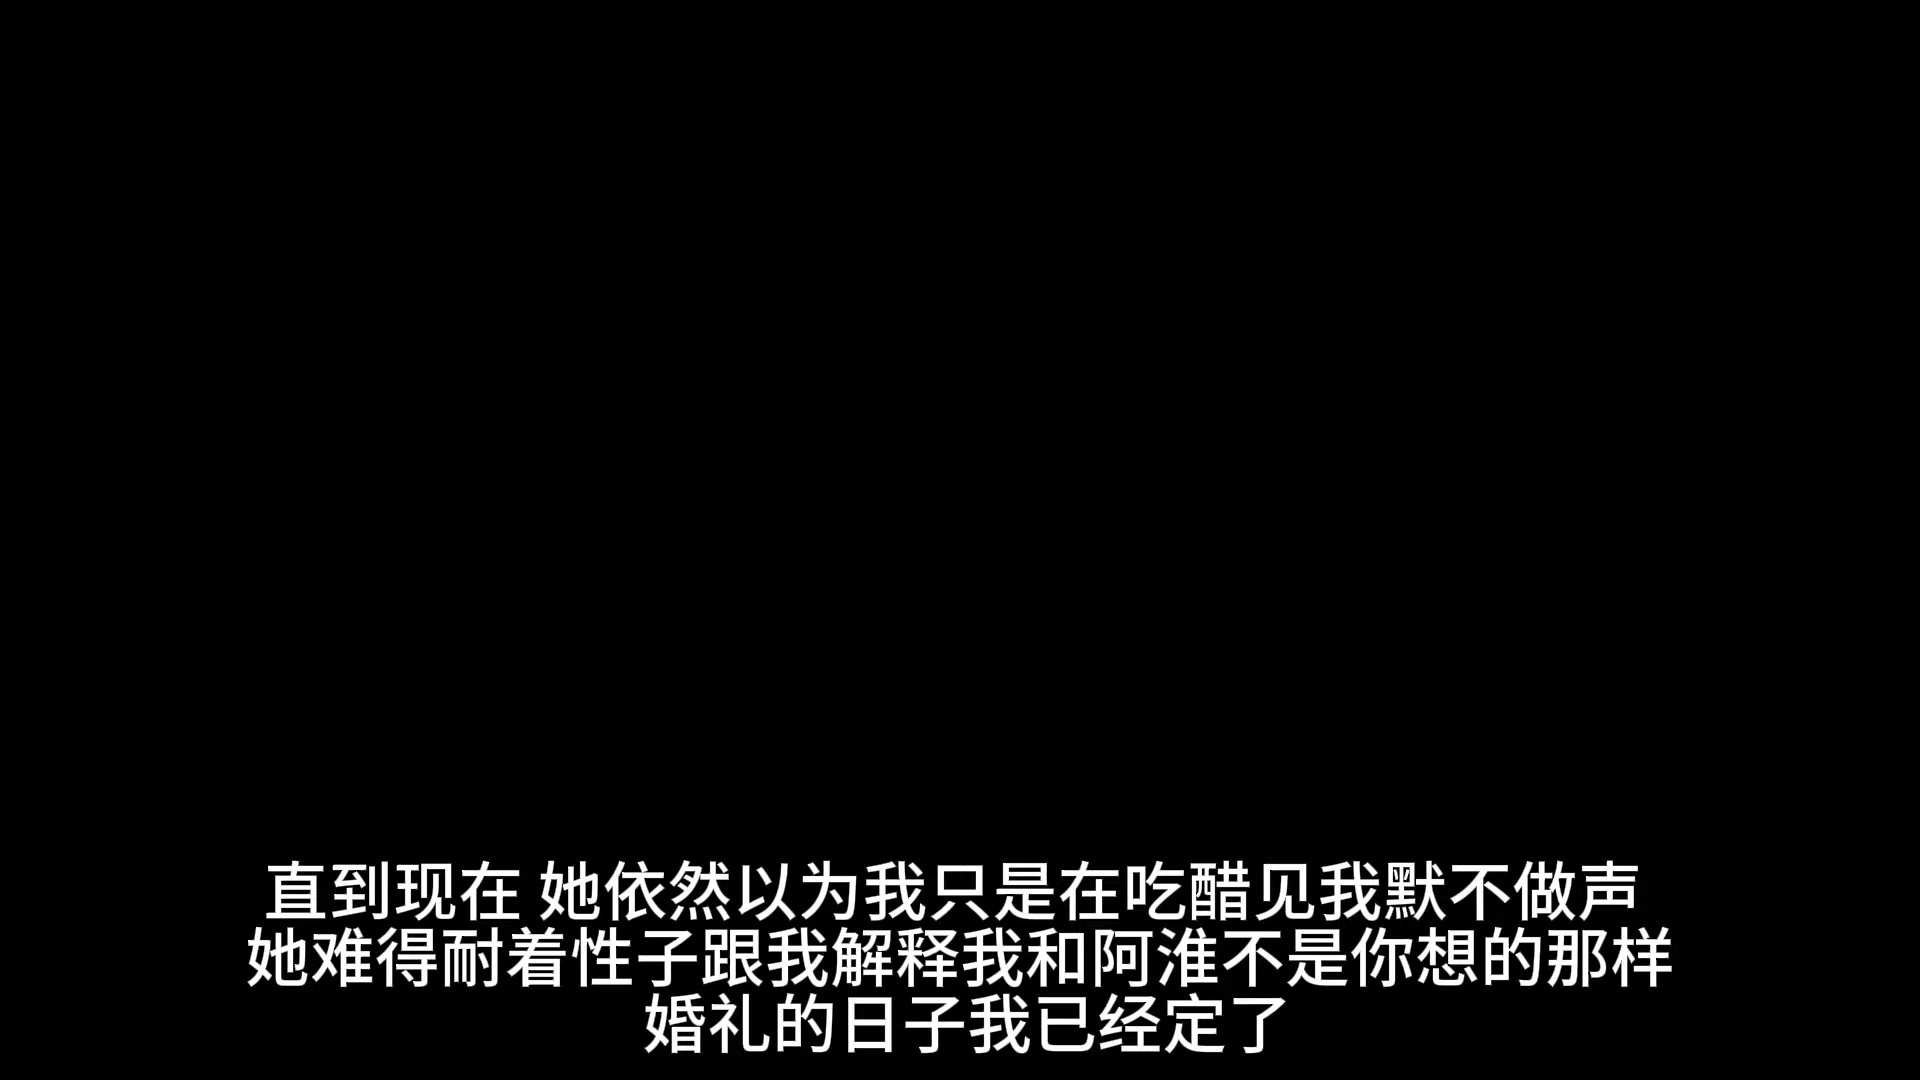 直到现在 她依然以为我只是在吃醋见我默不做声
她难得耐着性子跟我解释我和阿淮不是你想的那样
婚礼的日子我已经定了